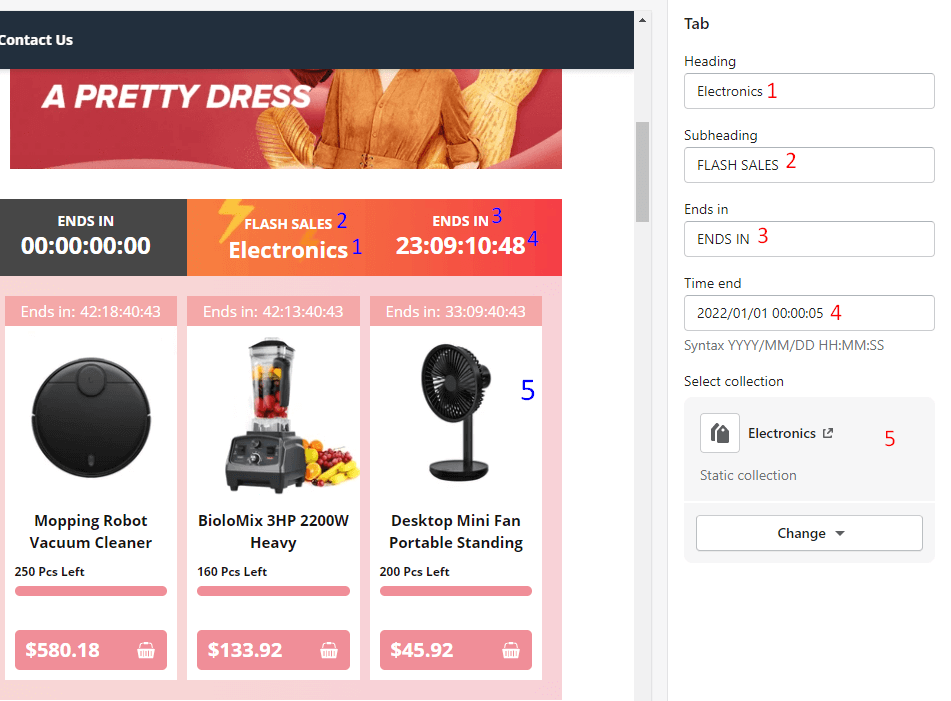 Contact Us
A PRETTY DRESS
ENDS IN
00:00:00:00
FLASH SALES 2
Electronics 1
ENDS IN 3
23:09:10:48 4
Ends in: 42:18:40:43
Ends in: 42:13:40:43
Ends in: 33:09:40:43
5
Mopping Robot
Vacuum Cleaner
250 Pcs Left
$580.18
BioloMix 3HP 2200W
Heavy
160 Pcs Left
$133.92
Desktop Mini Fan
Portable Standing
200 Pcs Left
$45.92
Tab
Heading
Electronics 1
Subheading
FLASH SALES 2
Ends in
ENDS IN 3
Time end
2022/01/01 00:00:05 4
Syntax YYYY/MM/DD HH:MM:SS
Select collection
Electronics 5
Static collection
Change